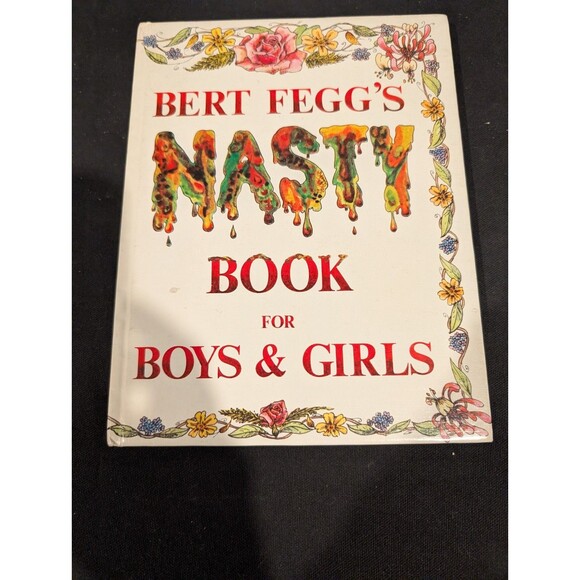 BERT FEGG'S
NASTY
BOOK
FOR
BOYS & GIRLS